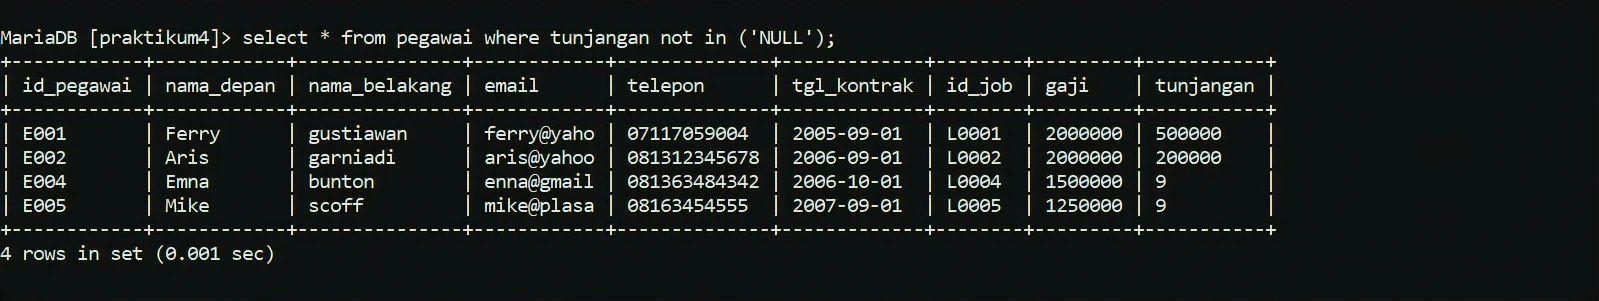 MariaDB [praktikum4]> select * from pegawai where tunjangan not in ('NULL');
+------------+------------+---------------+------------+--------------+-------------+--------+---------+-----------+
| id_pegawai | nama_depan | nama_belakang | email      | telepon      | tgl_kontrak | id_job | gaji    | tunjangan |
+------------+------------+---------------+------------+--------------+-------------+--------+---------+-----------+
| E001       | Ferry      | gustiawan     | ferry@yaho | 07117059004  | 2005-09-01  | L0001  | 2000000 | 500000    |
| E002       | Aris       | garniadi      | aris@yahoo | 081312345678 | 2006-09-01  | L0002  | 2000000 | 200000    |
| E004       | Emna       | bunton        | enna@gmail | 081363484342 | 2006-10-01  | L0004  | 1500000 | 9         |
| E005       | Mike       | scoff         | mike@plasa | 08163454555  | 2007-09-01  | L0005  | 1250000 | 9         |
+------------+------------+---------------+------------+--------------+-------------+--------+---------+-----------+
4 rows in set (0.001 sec)